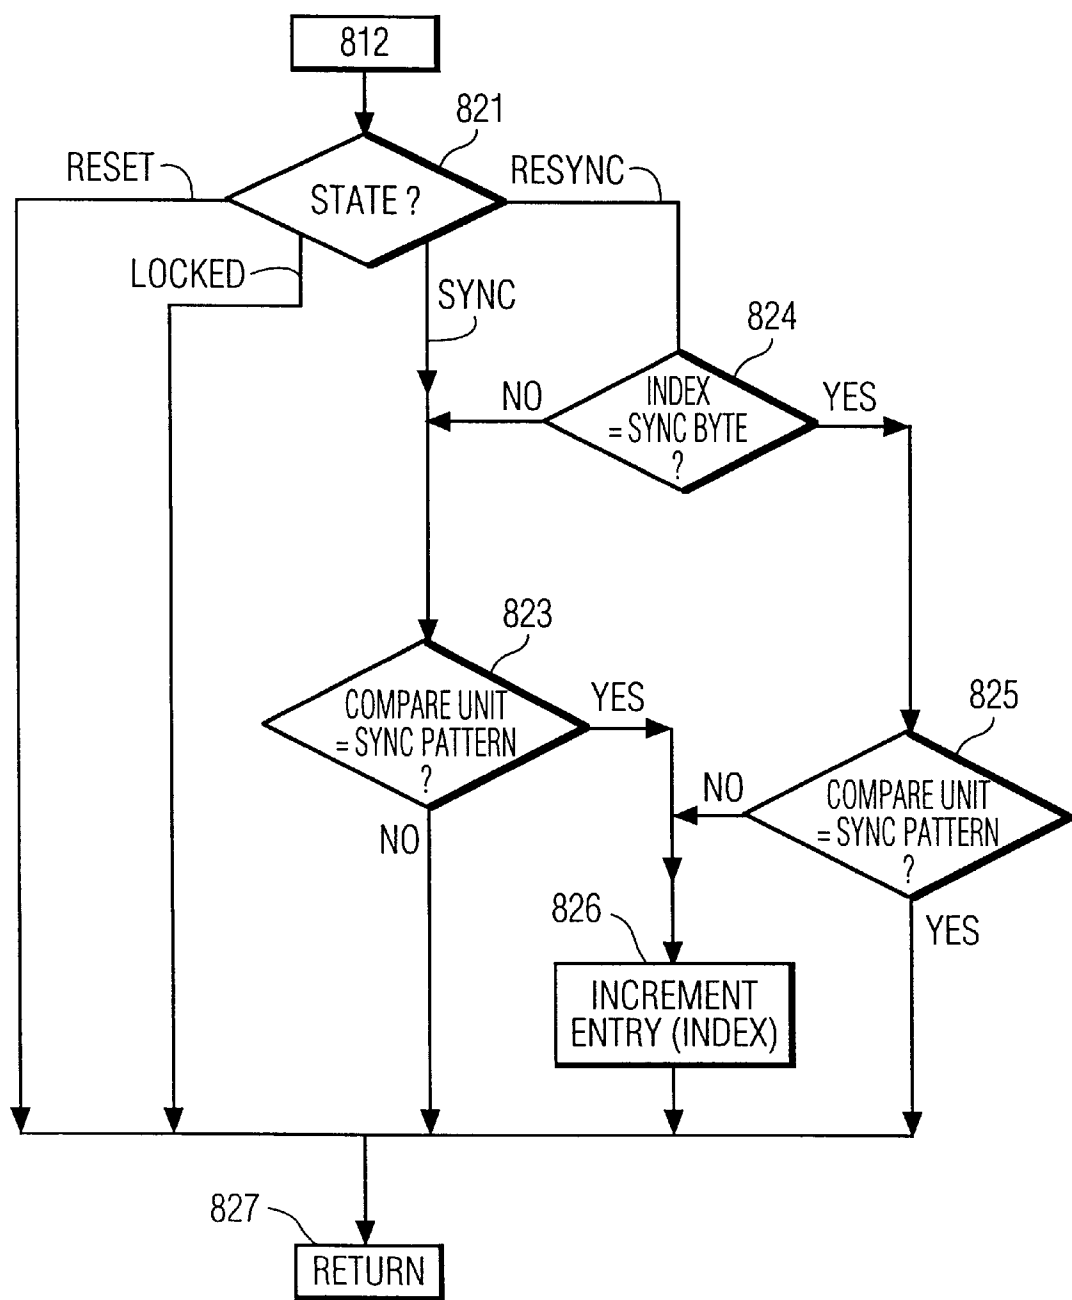 812
821
RESET
RESYNC
STATE ?
LOCKED
SYNC
824
NO
INDEX
= SYNC BYTE
?
YES
823
COMPARE UNIT
= SYNC PATTERN
?
YES
NO
825
NO
COMPARE UNIT
= SYNC PATTERN
?
YES
826
INCREMENT
ENTRY (INDEX)
827
RETURN